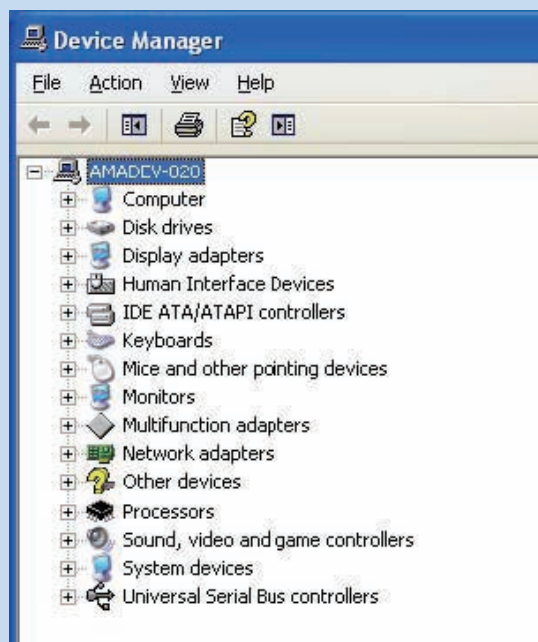 Device Manager
File Action View Help
AMADEV-020
Computer
Disk drives
Display adapters
Human Interface Devices
IDE ATA/ATAPI controllers
Keyboards
Mice and other pointing devices
Monitors
Multifunction adapters
Network adapters
Other devices
Processors
Sound, video and game controllers
System devices
Universal Serial Bus controllers